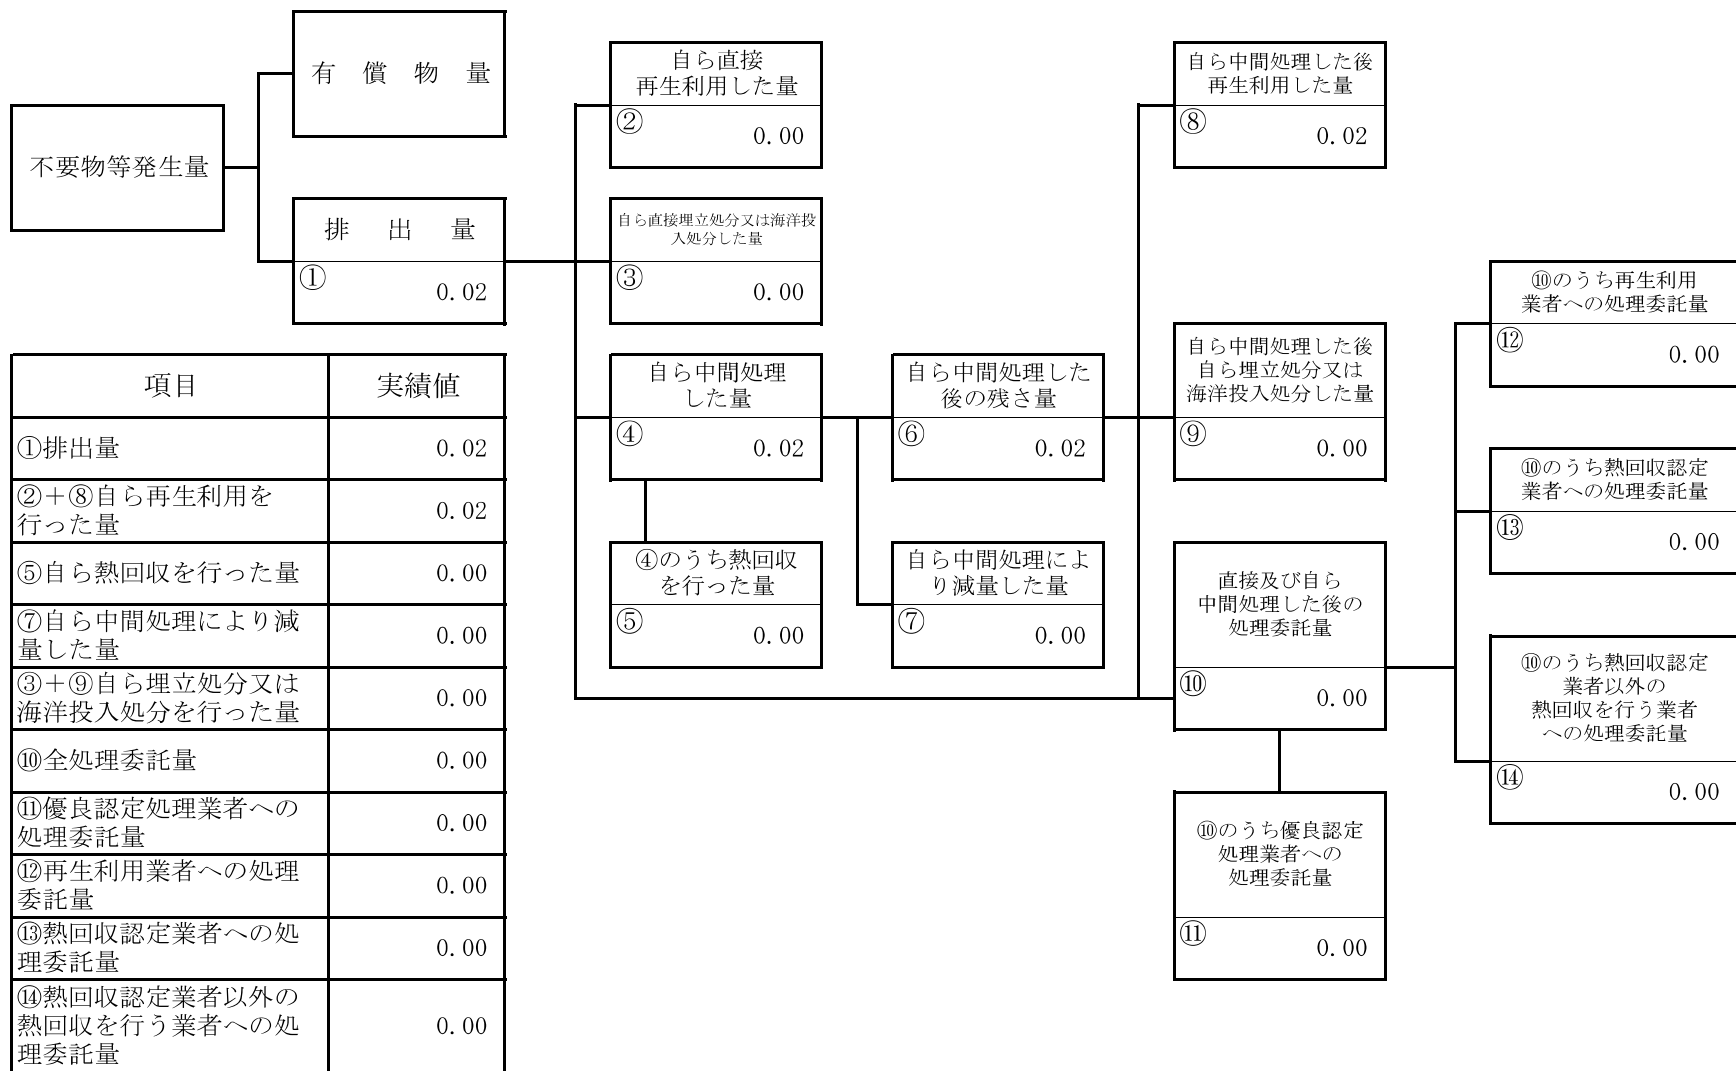 不要物等発生量
有償物量
排出量
①
0.02
自ら直接
再生利用した量
②
0.00
自ら直接埋立処分又は海洋投
入処分した量
③
0.00
自ら中間処理
した量
④
0.02
④のうち熱回収
を行った量
⑤
0.00
自ら中間処理した
後の残さ量
⑥
0.02
自ら中間処理によ
り減量した量
⑦
0.00
自ら中間処理した後
再生利用した量
⑧
0.02
自ら中間処理した後
自ら埋立処分又は
海洋投入処分した量
⑨
0.00
直接及び自ら
中間処理した後の
処理委託量
⑩
0.00
⑩のうち優良認定
処理業者への
処理委託量
⑪
0.00
⑩のうち再生利用
業者への処理委託量
⑫
0.00
⑩のうち熱回収認定
業者への処理委託量
⑬
0.00
⑩のうち熱回収認定
業者以外の
熱回収を行う業者
への処理委託量
⑭
0.00
項目 実績値
①排出量 0.02
②+⑧自ら再生利用を
行った量 0.02
⑤自ら熱回収を行った量 0.00
⑦自ら中間処理により減
量した量 0.00
③+⑨自ら埋立処分又は
海洋投入処分を行った量 0.00
⑩全処理委託量 0.00
⑪優良認定処理業者への
処理委託量 0.00
⑫再生利用業者への処理
委託量 0.00
⑬熱回収認定業者への処
理委託量 0.00
⑭熱回収認定業者以外の
熱回収を行う業者への処 0.00
理委託量